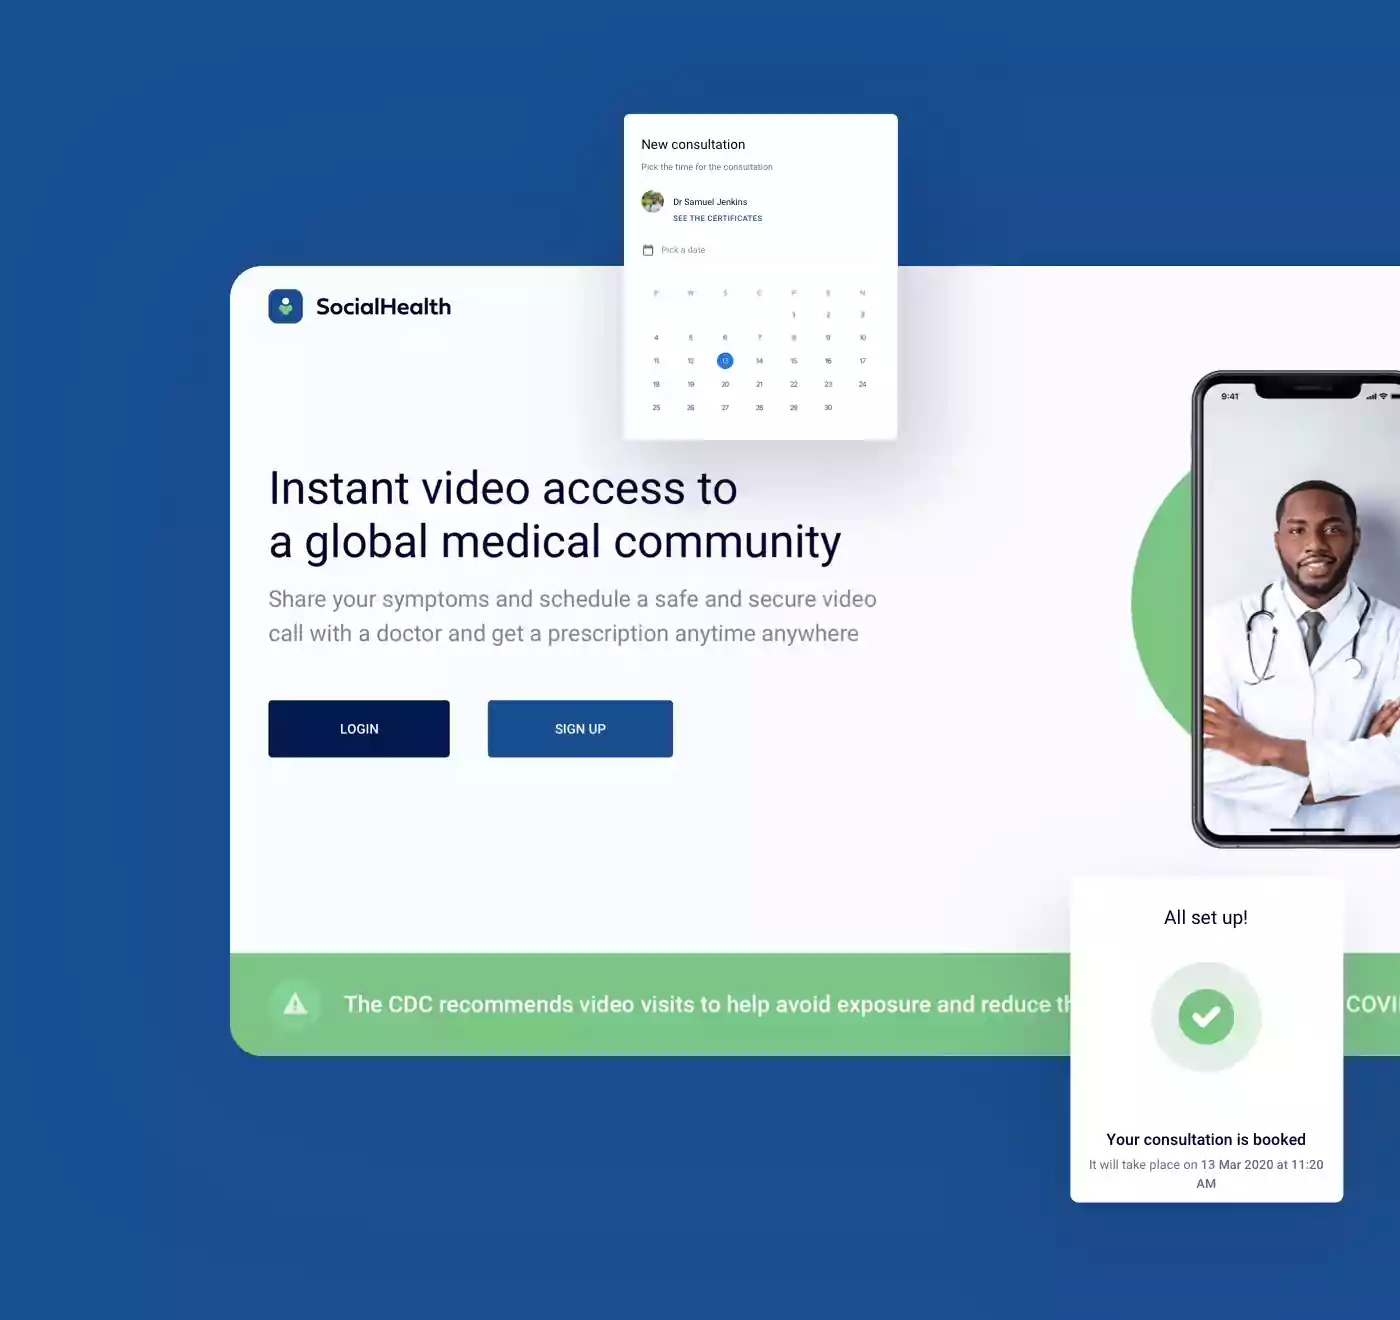 New consultation
Pick the time for the consultation
Dr Samuel Jenkins
SEE THE CERTIFICATES
Pick a date
P W S C P S N
1 2 3
4 5 6 7 8 9 10
11 12 13 14 15 16 17
18 19 20 21 22 23 24
25 26 27 28 29 30
SocialHealth
9:41
Instant video access to
a global medical community
Share your symptoms and schedule a safe and secure video
call with a doctor and get a prescription anytime anywhere
LOGIN SIGN UP
The CDC recommends video visits to help avoid exposure and reduce th COVI
All set up!
Your consultation is booked
It will take place on 13 Mar 2020 at 11:20
AM